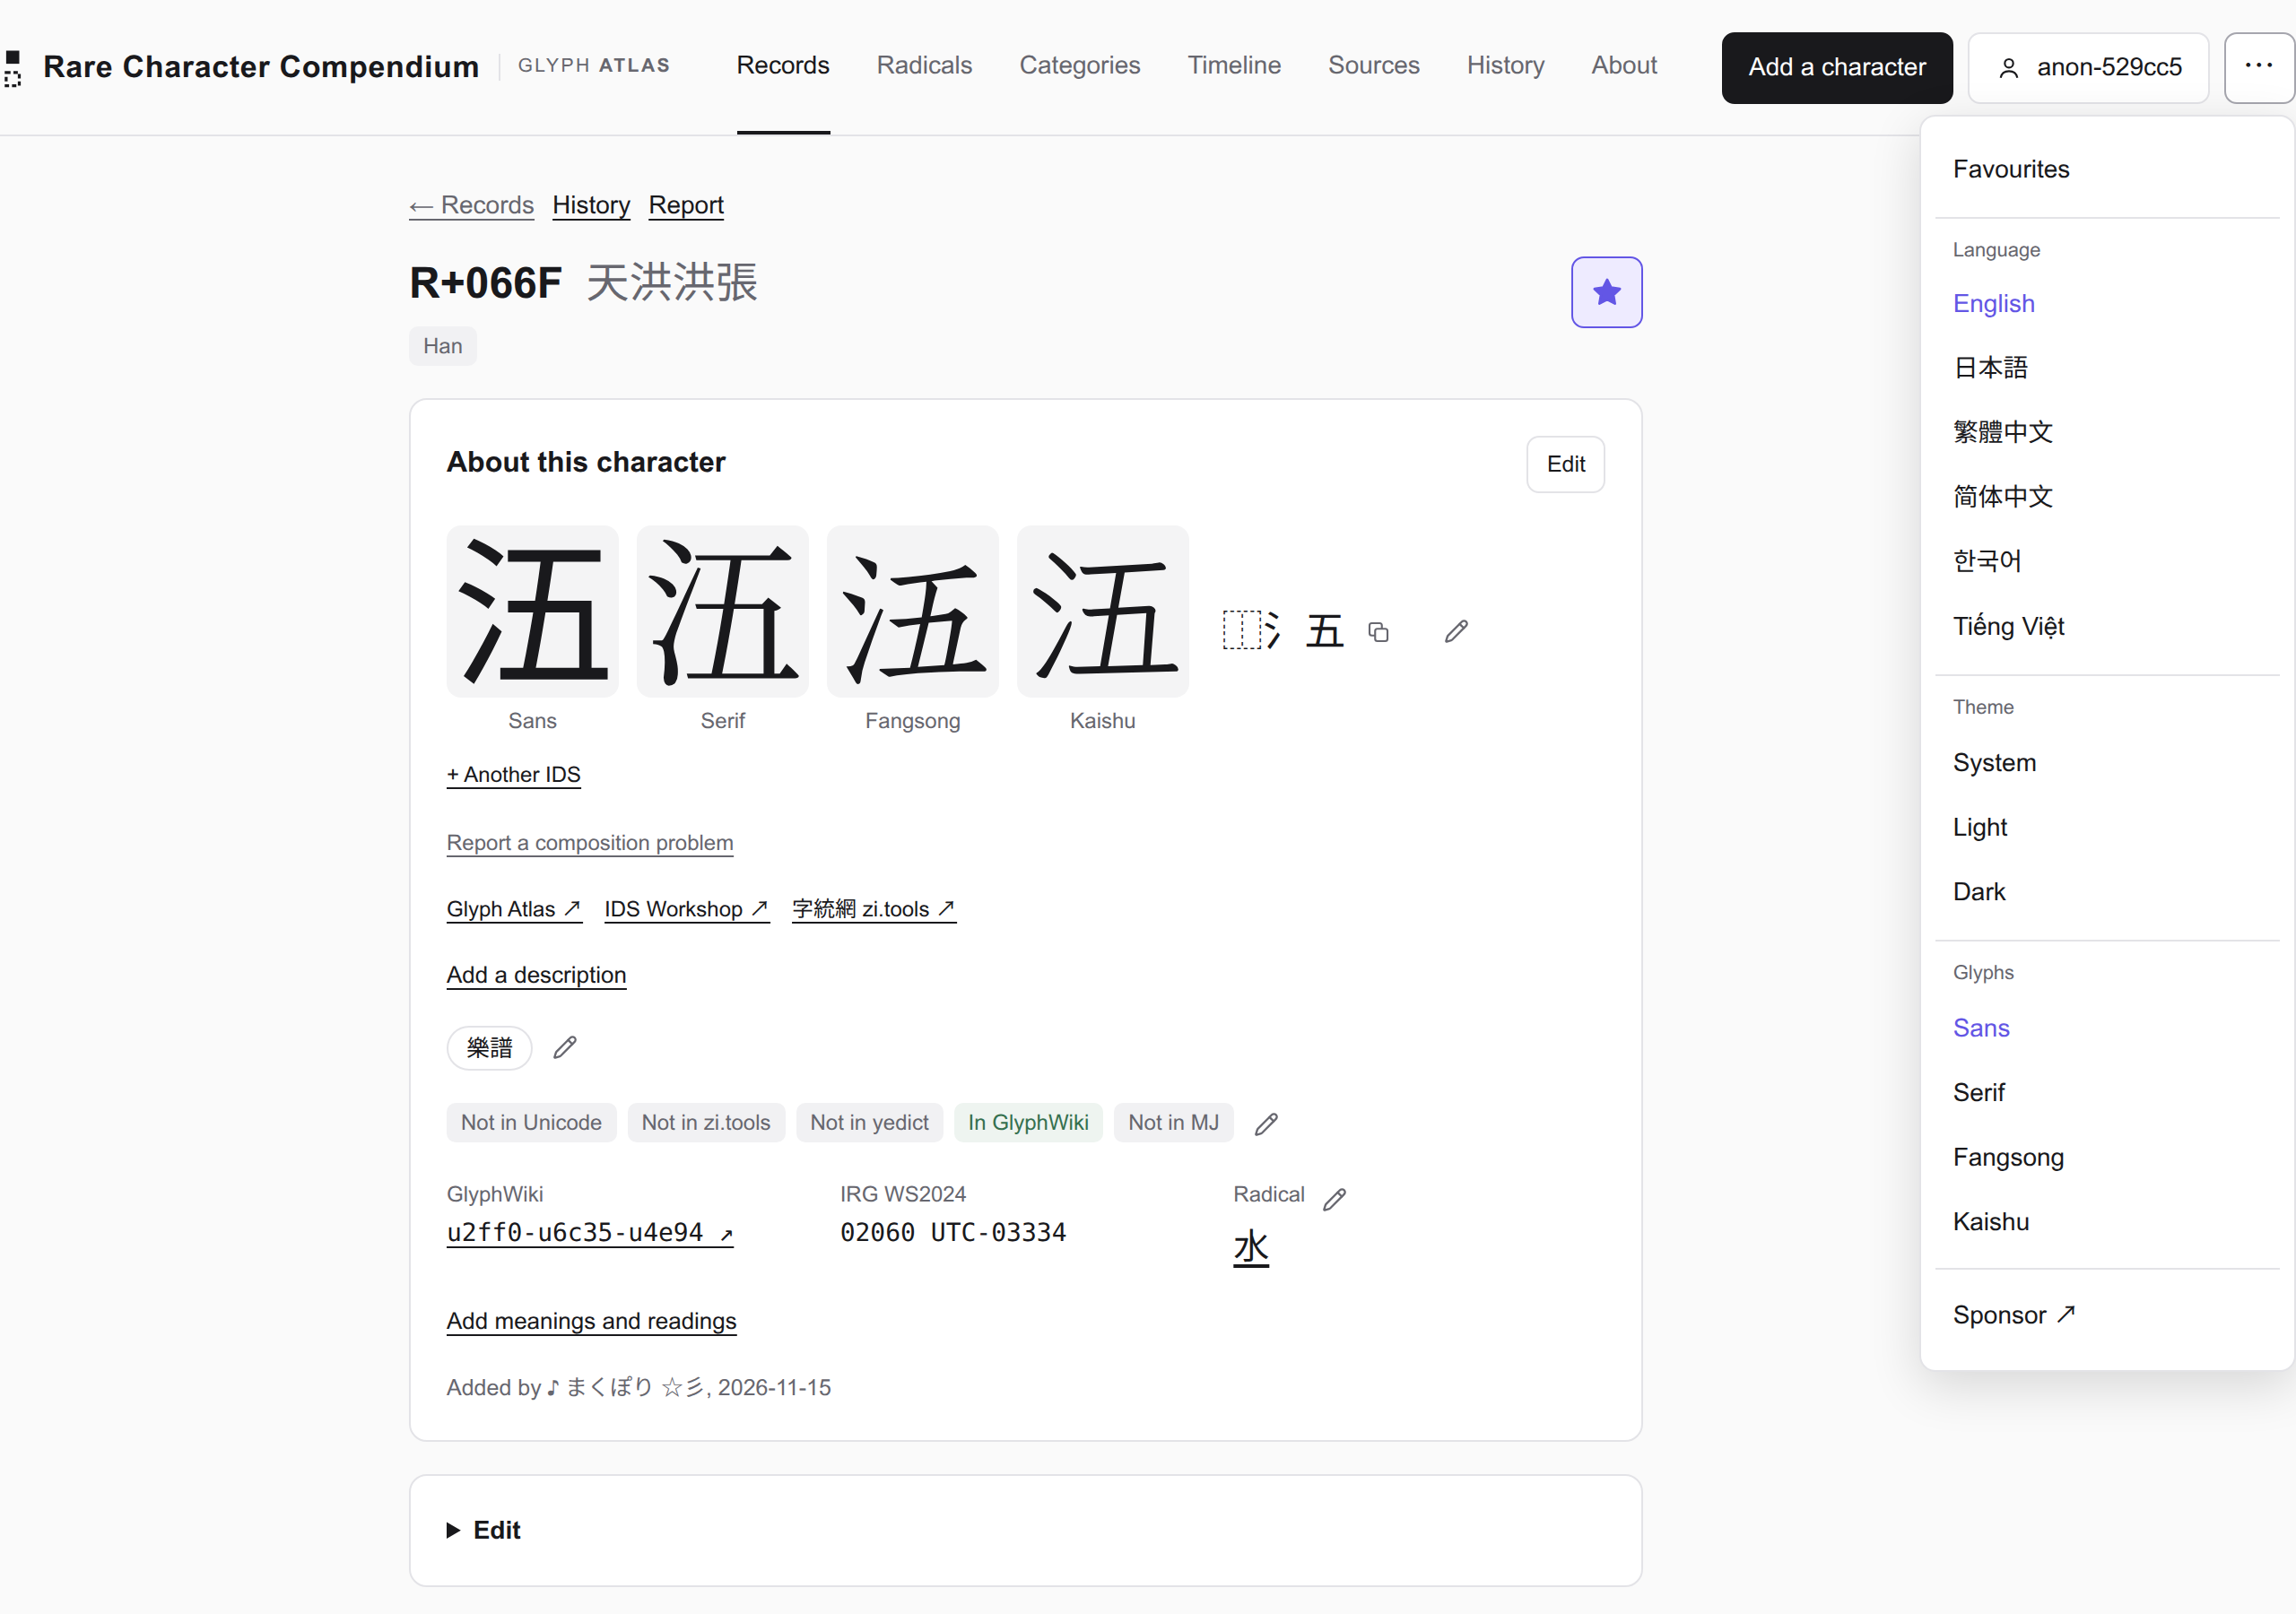 Rare Character Compendium GLYPH ATLAS Records Radicals Categories Timeline Sources History About Add a character anon-529cc5 ⋯
← Records History Report
R+066F 天洪洪張
Han
About this character Edit
⿰氵五
Sans Serif Fangsong Kaishu
+ Another IDS
Report a composition problem
Glyph Atlas ↗ IDS Workshop ↗ 字統網 zi.tools ↗
Add a description
樂譜
Not in Unicode Not in zi.tools Not in yedict In GlyphWiki Not in MJ
GlyphWiki IRG WS2024 Radical
u2ff0-u6c35-u4e94 ↗ 02060 UTC-03334 水
Add meanings and readings
Added by ♪ まくぽり ☆彡, 2026-11-15
▶ Edit
Favourites
Language
English
日本語
繁體中文
简体中文
한국어
Tiếng Việt
Theme
System
Light
Dark
Glyphs
Sans
Serif
Fangsong
Kaishu
Sponsor ↗